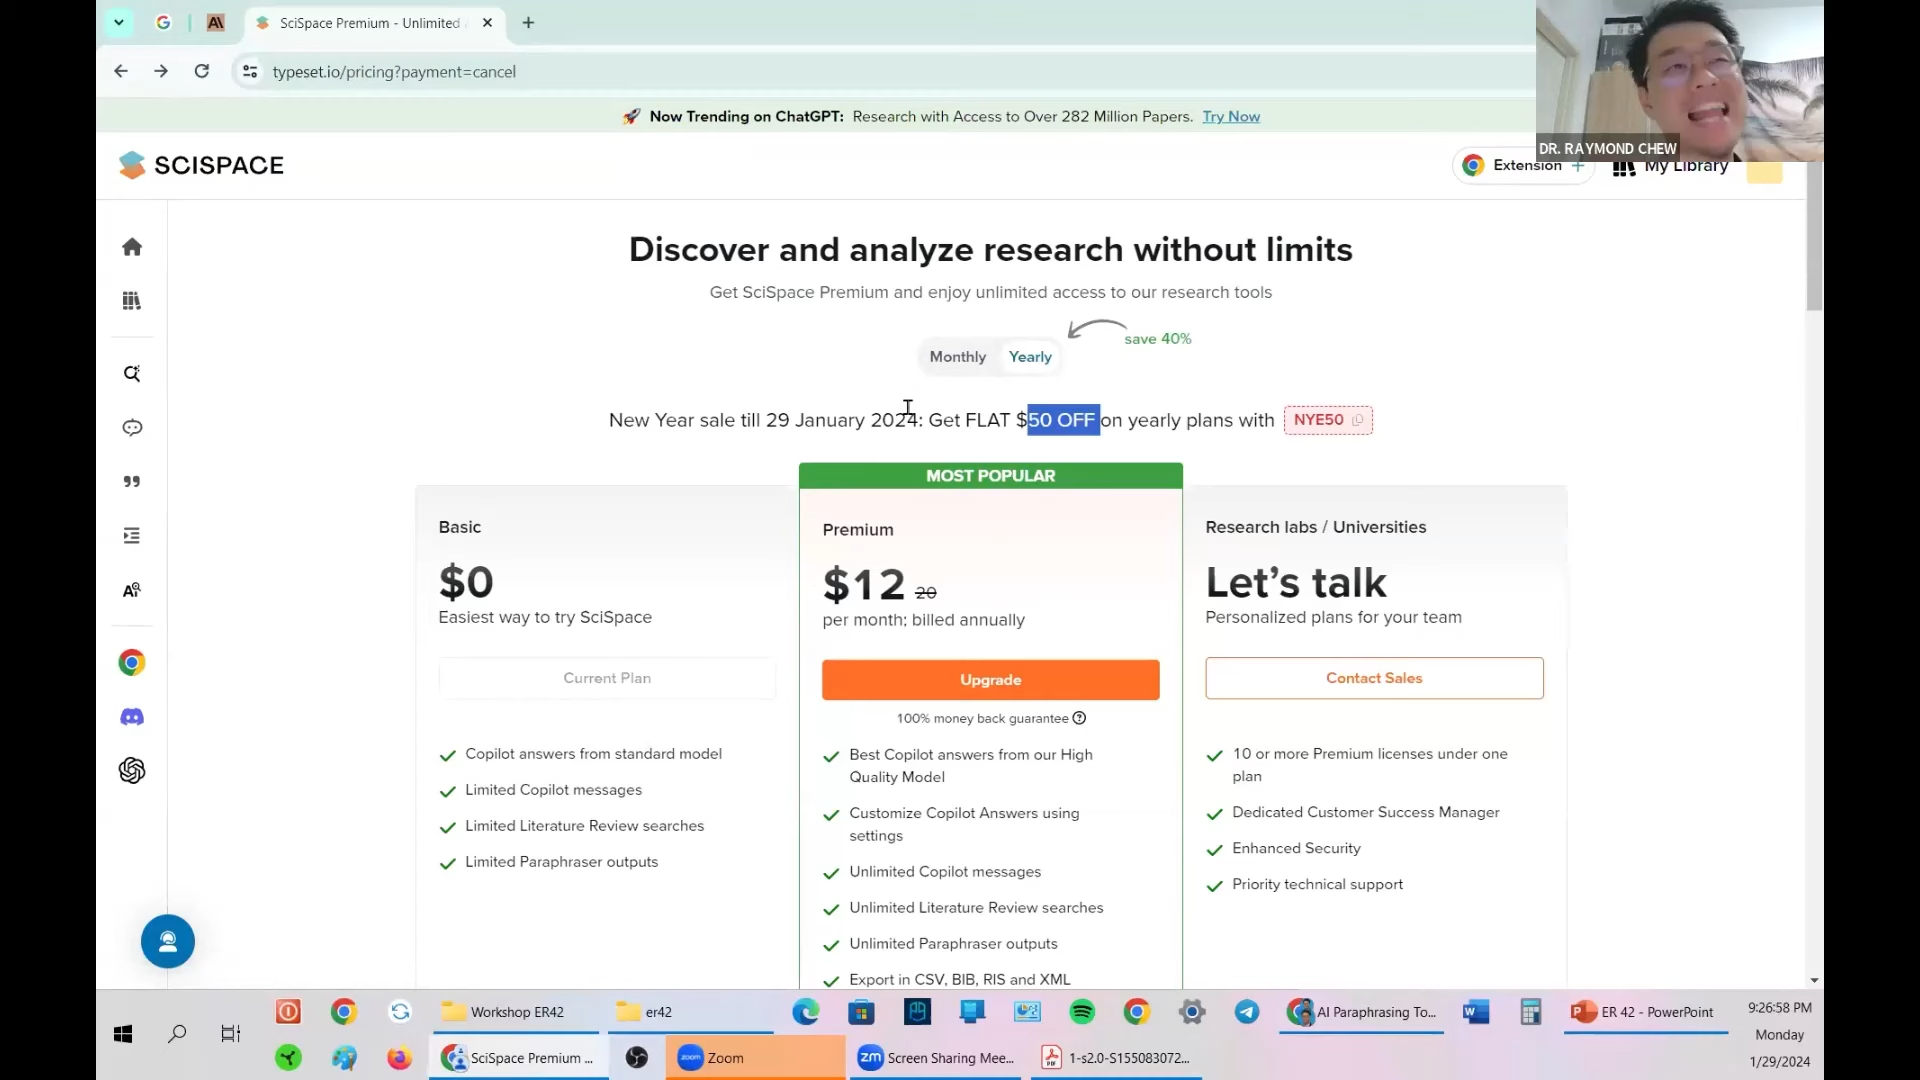 SciSpace Premium - Unlimited
typeset.io/pricing?payment=cancel
Now Trending on ChatGPT: Research with Access to Over 282 Million Papers. Try Now
DR. RAYMOND CHEW
SCISPACE
Extension
My Library
Discover and analyze research without limits
Get SciSpace Premium and enjoy unlimited access to our research tools
save 40%
Monthly Yearly
New Year sale till 29 January 2024: Get FLAT $50 OFF on yearly plans with NYE50
MOST POPULAR
Basic
$0
Easiest way to try SciSpace
Current Plan
Copilot answers from standard model
Limited Copilot messages
Limited Literature Review searches
Limited Paraphraser outputs
Premium
$12 20
per month; billed annually
Upgrade
100% money back guarantee
Best Copilot answers from our High
Quality Model
Customize Copilot Answers using
settings
Unlimited Copilot messages
Unlimited Literature Review searches
Unlimited Paraphraser outputs
Export in CSV, BIB, RIS and XML
Research labs / Universities
Let's talk
Personalized plans for your team
Contact Sales
10 or more Premium licenses under one
plan
Dedicated Customer Success Manager
Enhanced Security
Priority technical support
Workshop ER42
er42
AI Paraphrasing To...
ER 42 - PowerPoint
SciSpace Premium ...
zoom Zoom
zm Screen Sharing Mee...
1-s2.0-S155083072...
9:26:58 PM
Monday
1/29/2024